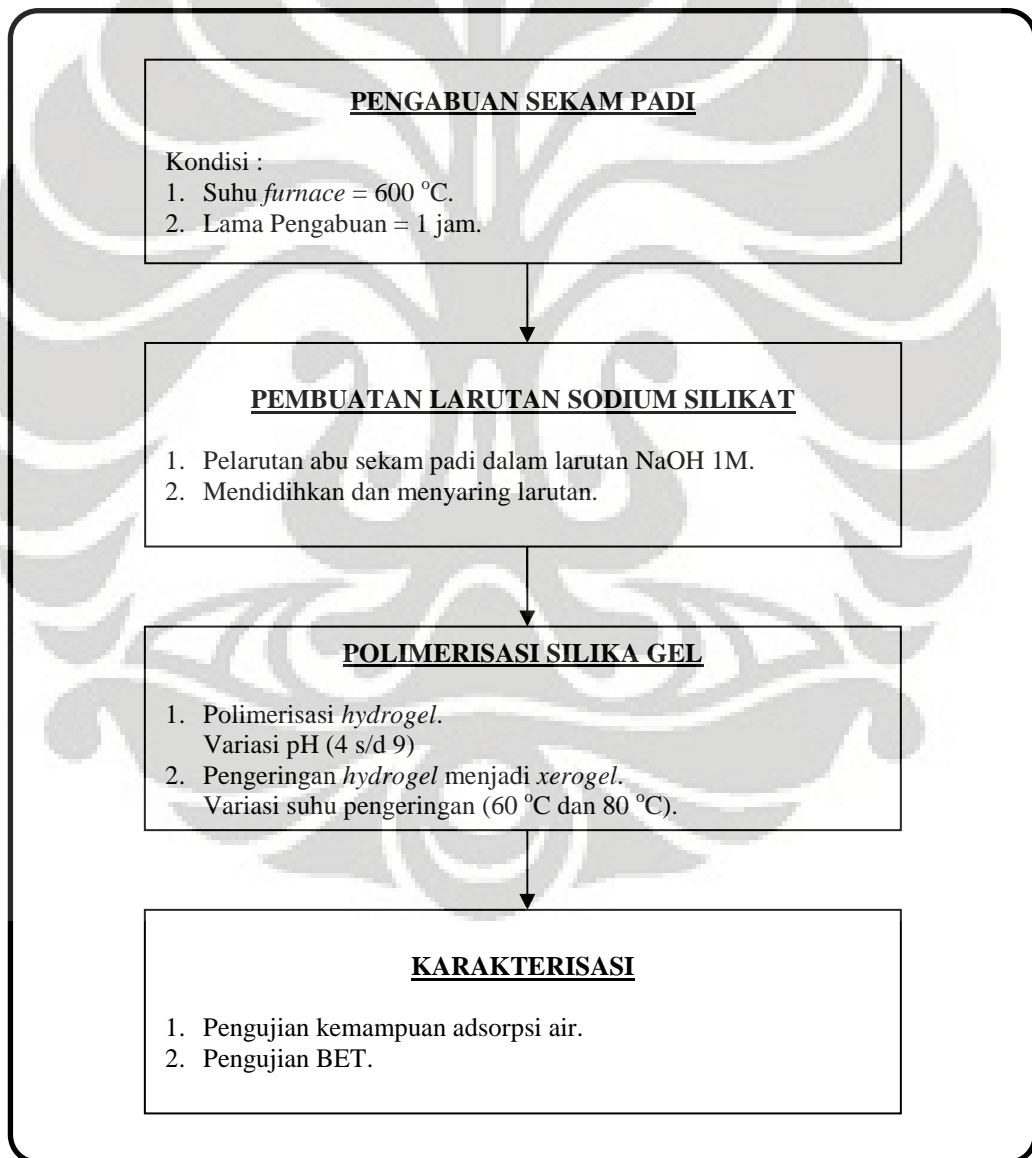 PENGABUAN SEKAM PADI
Kondisi :
1. Suhu furnace = 600 °C.
2. Lama Pengabuan = 1 jam.
PEMBUATAN LARUTAN SODIUM SILIKAT
1. Pelarutan abu sekam padi dalam larutan NaOH 1M.
2. Mendidihkan dan menyaring larutan.
POLIMERISASI SILIKA GEL
1. Polimerisasi hydrogel.
Variasi pH (4 s/d 9)
2. Pengeringan hydrogel menjadi xerogel.
Variasi suhu pengeringan (60 °C dan 80 °C).
KARAKTERISASI
1. Pengujian kemampuan adsorpsi air.
2. Pengujian BET.